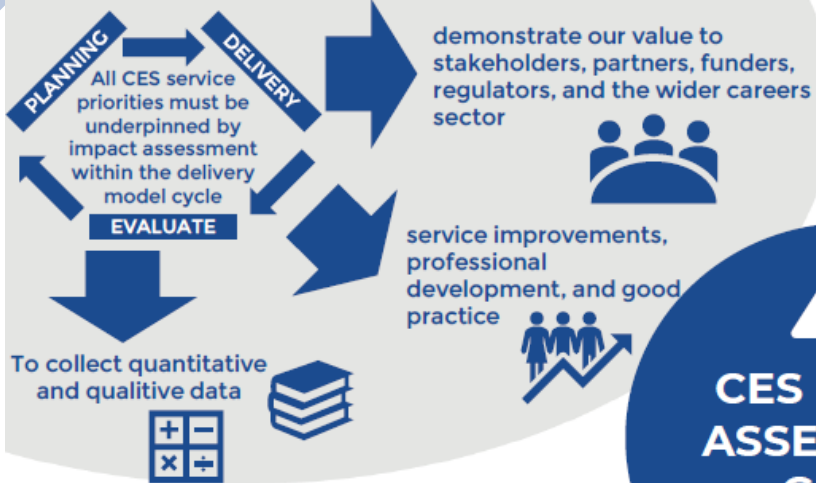 PLANNING
DELIVERY
All CES service
priorities must be
underpinned by
impact assessment
within the delivery
model cycle
EVALUATE
demonstrate our value to
stakeholders, partners, funders,
regulators, and the wider careers
sector
service improvements,
professional
development, and good
practice
To collect quantitative
and qualitive data
+ −
× ÷
CES